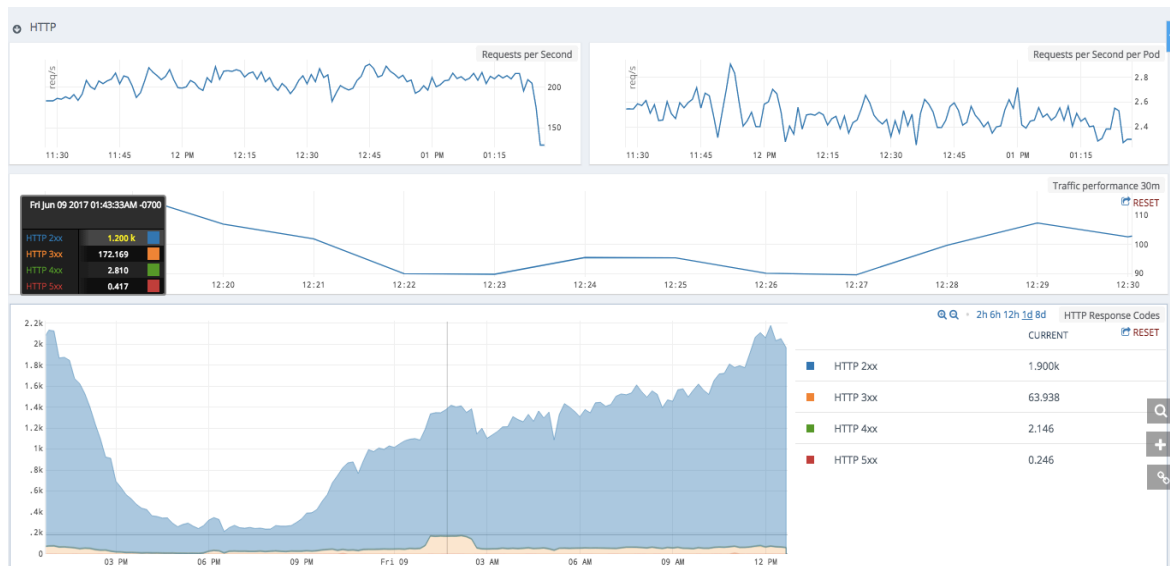 HTTP
Requests per Second
req/s
200
150
11:30 11:45 12 PM 12:15 12:30 12:45 01 PM 01:15
Requests per Second per Pod
req/s
2.8
2.6
2.4
11:30 11:45 12 PM 12:15 12:30 12:45 01 PM 01:15
Traffic performance 30m
RESET
110
100
90
12:20 12:21 12:22 12:23 12:24 12:25 12:26 12:27 12:28 12:29 12:30
Fri Jun 09 2017 01:43:33AM -0700
HTTP 2xx 1.200 k
HTTP 3xx 172.169
HTTP 4xx 2.810
HTTP 5xx 0.417
2h 6h 12h 1d 8d HTTP Response Codes
RESET
2.2k
2k
1.8k
1.6k
1.4k
1.2k
1k
.8k
.6k
.4k
.2k
0
03 PM 06 PM 09 PM Fri 09 03 AM 06 AM 09 AM 12 PM
CURRENT
HTTP 2xx 1.900k
HTTP 3xx 63.938
HTTP 4xx 2.146
HTTP 5xx 0.246